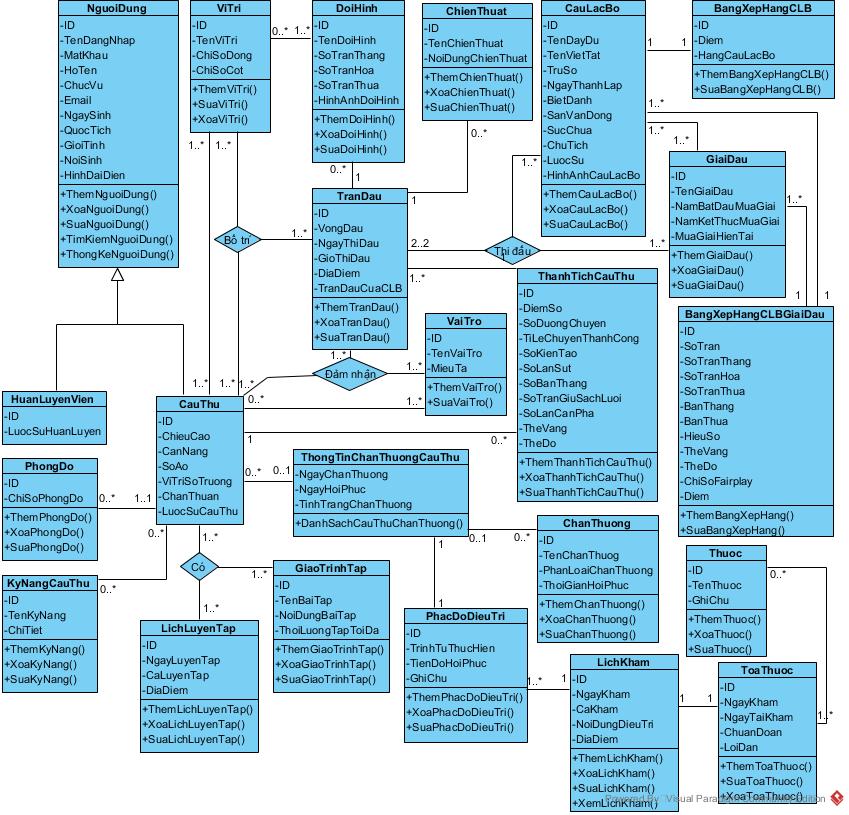 NguoiDung
-ID
-TenDangNhap
-MatKhau
-HoTen
-ChucVu
-Email
-NgaySinh
-QuocTich
-GioiTinh
-NoiSinh
-HinhDaiDien
+ThemNguoiDung()
+XoaNguoiDung()
+SuaNguoiDung()
+TimKiemNguoiDung()
+ThongKeNguoiDung()
ViTri
-ID
-TenViTri
-ChiSoDong
-ChiSoCot
+ThemViTri()
+SuaViTri()
+XoaViTri()
0..*
1..*
DoiHinh
-ID
-TenDoiHinh
-SoTranThang
-SoTranHoa
-SoTranThua
-HinhAnhDoiHinh
+ThemDoiHinh()
+XoaDoiHinh()
+SuaDoiHinh()
ChienThuat
-ID
-TenChienThuat
-NoiDungChienThuat
+ThemChienThuat()
+XoaChienThuat()
+SuaChienThuat()
CauLacBo
-ID
-TenDayDu
-TenVietTat
-TruSo
-NgayThanhLap
-BietDanh
-SanVanDong
-SucChua
-ChuTich
-LuocSu
-HinhAnhCauLacBo
+ThemCauLacBo()
+XoaCauLacBo()
+SuaCauLacBo()
1
1
BangXepHangCLB
-ID
-Diem
-HangCauLacBo
+ThemBangXepHangCLB()
+SuaBangXepHangCLB()
1..*
1..*
1..*
GiaiDau
-ID
-TenGiaiDau
-NamBatDauMuaGiai
-NamKetThucMuaGiai
-MuaGiaiHienTai
+ThemGiaiDau()
+XoaGiaiDau()
+SuaGiaiDau()
1..*
1
1
1..*
1..*
0..*
1
0..*
1
1..*
TranDau
-ID
-VongDau
-NgayThiDau
-GioThiDau
-DiaDiem
-TranDauCuaCLB
+ThemTranDau()
+XoaTranDau()
+SuaTranDau()
Bố trí
1..*
2..2
Thi đấu
1..*
1..*
ThanhTichCauThu
-ID
-DiemSo
-SoDuongChuyen
-TiLeChuyenThanhCong
-SoKienTao
-SoLanSut
-SoBanThang
-SoTranGiuSachLuoi
-SoLanCanPha
-TheVang
-TheDo
+ThemThanhTichCauThu()
+XoaThanhTichCauThu()
+SuaThanhTichCauThu()
BangXepHangCLBGiaiDau
-ID
-SoTran
-SoTranThang
-SoTranHoa
-SoTranThua
-BanThang
-BanThua
-HieuSo
-TheVang
-TheDo
-ChiSoFairplay
-Diem
+ThemBangXepHang()
+SuaBangXepHang()
VaiTro
-ID
-TenVaiTro
-MieuTa
+ThemVaiTro()
+SuaVaiTro()
1..*
Đảm nhận
1..*
1..*
1..*
1..*
1..*
0..*
1..*
HuanLuyenVien
-ID
-LuocSuHuanLuyen
CauThu
-ID
-ChieuCao
-CanNang
-SoAo
-ViTriSoTruong
-ChanThuan
-LuocSuCauThu
1
0..*
0..*
0..1
ThongTinChanThuongCauThu
-NgayChanThuong
-NgayHoiPhuc
-TinhTrangChanThuong
+DanhSachCauThuChanThuong()
PhongDo
-ID
-ChiSoPhongDo
+ThemPhongDo()
+XoaPhongDo()
+SuaPhongDo()
0..*
1..1
0..*
1..*
0..1
0..*
1
1
ChanThuong
-ID
-TenChanThuog
-PhanLoaiChanThuong
-ThoiGianHoiPhuc
+ThemChanThuong()
+XoaChanThuong()
+SuaChanThuong()
Thuoc
-ID
-TenThuoc
-GhiChu
+ThemThuoc()
+XoaThuoc()
+SuaThuoc()
0..*
1..*
KyNangCauThu
-ID
-TenKyNang
-ChiTiet
+ThemKyNang()
+XoaKyNang()
+SuaKyNang()
0..*
Có
1..*
1..*
GiaoTrinhTap
-ID
-TenBaiTap
-NoiDungBaiTap
-ThoiLuongTapToiDa
+ThemGiaoTrinhTap()
+XoaGiaoTrinhTap()
+SuaGiaoTrinhTap()
LichLuyenTap
-ID
-NgayLuyenTap
-CaLuyenTap
-DiaDiem
+ThemLichLuyenTap()
+XoaLichLuyenTap()
+SuaLichLuyenTap()
PhacDoDieuTri
-ID
-TrinhTuThucHien
-TienDoHoiPhuc
-GhiChu
+ThemPhacDoDieuTri()
+XoaPhacDoDieuTri()
+SuaPhacDoDieuTri()
1..*
1
LichKham
-ID
-NgayKham
-CaKham
-NoiDungDieuTri
-DiaDiem
+ThemLichKham()
+XoaLichKham()
+SuaLichKham()
+XemLichKham()
1
1
ToaThuoc
-ID
-NgayKham
-NgayTaiKham
-ChuanDoan
-LoiDan
+ThemToaThuoc()
+SuaToaThuoc()
+XoaToaThuoc()
Powered By Visual Paradigm Community Edition